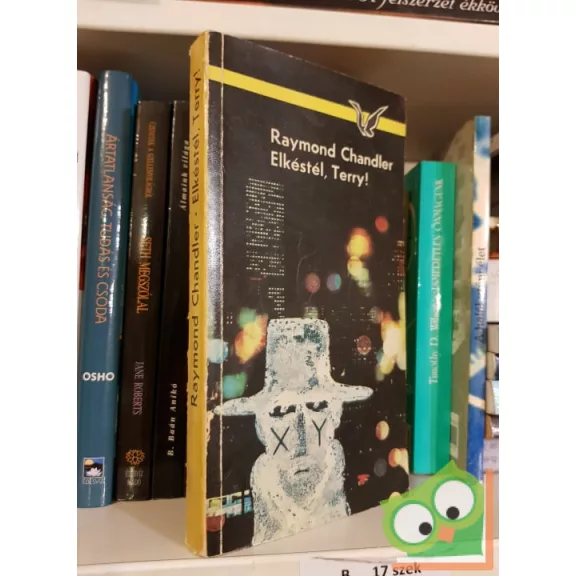 Raymond Chandler
Elkéstél, Terry!
X Y
Raymond Chandler · Elkéstél, Terry!
ÁRTATLANSÁG, TUDÁS ÉS CSODA
OSHO
SETH MEGSZÓLAL
JANE ROBERTS
Álmaink világa
B. Baán Anikó
Timothy D.
B 17 szek